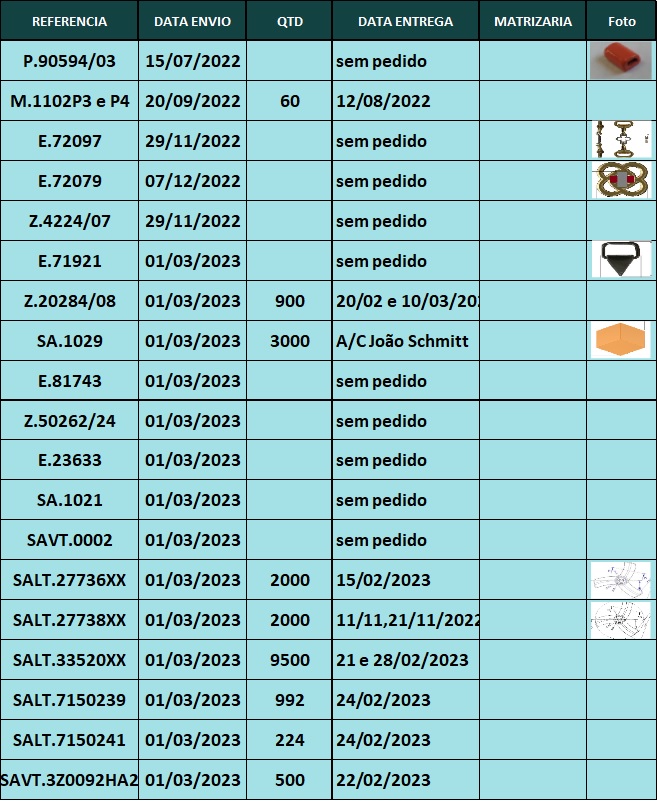 REFERENCIA DATA ENVIO QTD DATA ENTREGA MATRIZARIA Foto
P.90594/03 15/07/2022 sem pedido
M.1102P3 e P4 20/09/2022 60 12/08/2022
E.72097 29/11/2022 sem pedido
E.72079 07/12/2022 sem pedido
Z.4224/07 29/11/2022 sem pedido
E.71921 01/03/2023 sem pedido
Z.20284/08 01/03/2023 900 20/02 e 10/03/202
SA.1029 01/03/2023 3000 A/C João Schmitt
E.81743 01/03/2023 sem pedido
Z.50262/24 01/03/2023 sem pedido
E.23633 01/03/2023 sem pedido
SA.1021 01/03/2023 sem pedido
SAVT.0002 01/03/2023 sem pedido
SALT.27736XX 01/03/2023 2000 15/02/2023
SALT.27738XX 01/03/2023 2000 11/11,21/11/2022
SALT.33520XX 01/03/2023 9500 21 e 28/02/2023
SALT.7150239 01/03/2023 992 24/02/2023
SALT.7150241 01/03/2023 224 24/02/2023
SAVT.3Z0092HA2 01/03/2023 500 22/02/2023